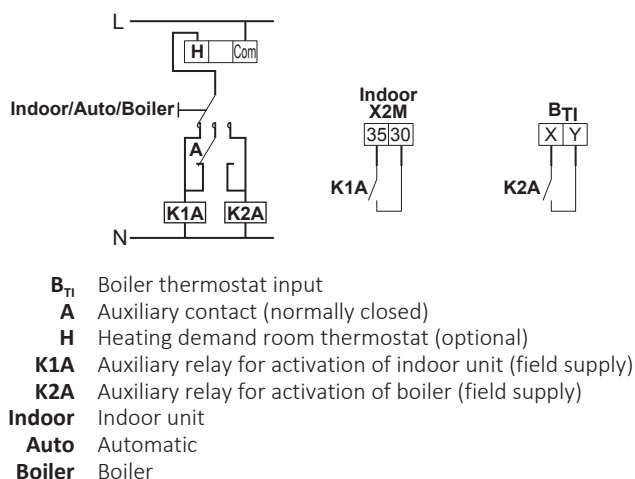 L
H Com
Indoor/Auto/Boiler
A
K1A K2A
N
Indoor
X2M
35 30
K1A
BTI
X Y
K2A
BTI Boiler thermostat input
A Auxiliary contact (normally closed)
H Heating demand room thermostat (optional)
K1A Auxiliary relay for activation of indoor unit (field supply)
K2A Auxiliary relay for activation of boiler (field supply)
Indoor Indoor unit
Auto Automatic
Boiler Boiler